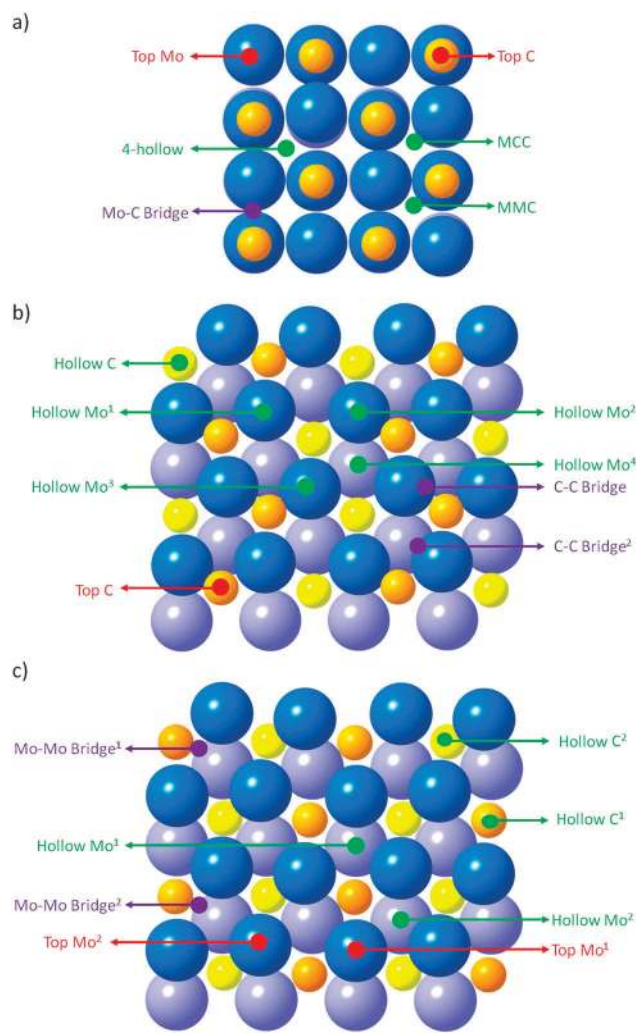 a)
Top Mo
Top C
4-hollow
MCC
Mo-C Bridge
MMC
b)
Hollow C
Hollow Mo¹
Hollow Mo²
Hollow Mo⁴
Hollow Mo³
C-C Bridge
C-C Bridge²
Top C
c)
Mo-Mo Bridge¹
Hollow C²
Hollow C¹
Hollow Mo¹
Mo-Mo Bridge²
Hollow Mo²
Top Mo²
Top Mo¹